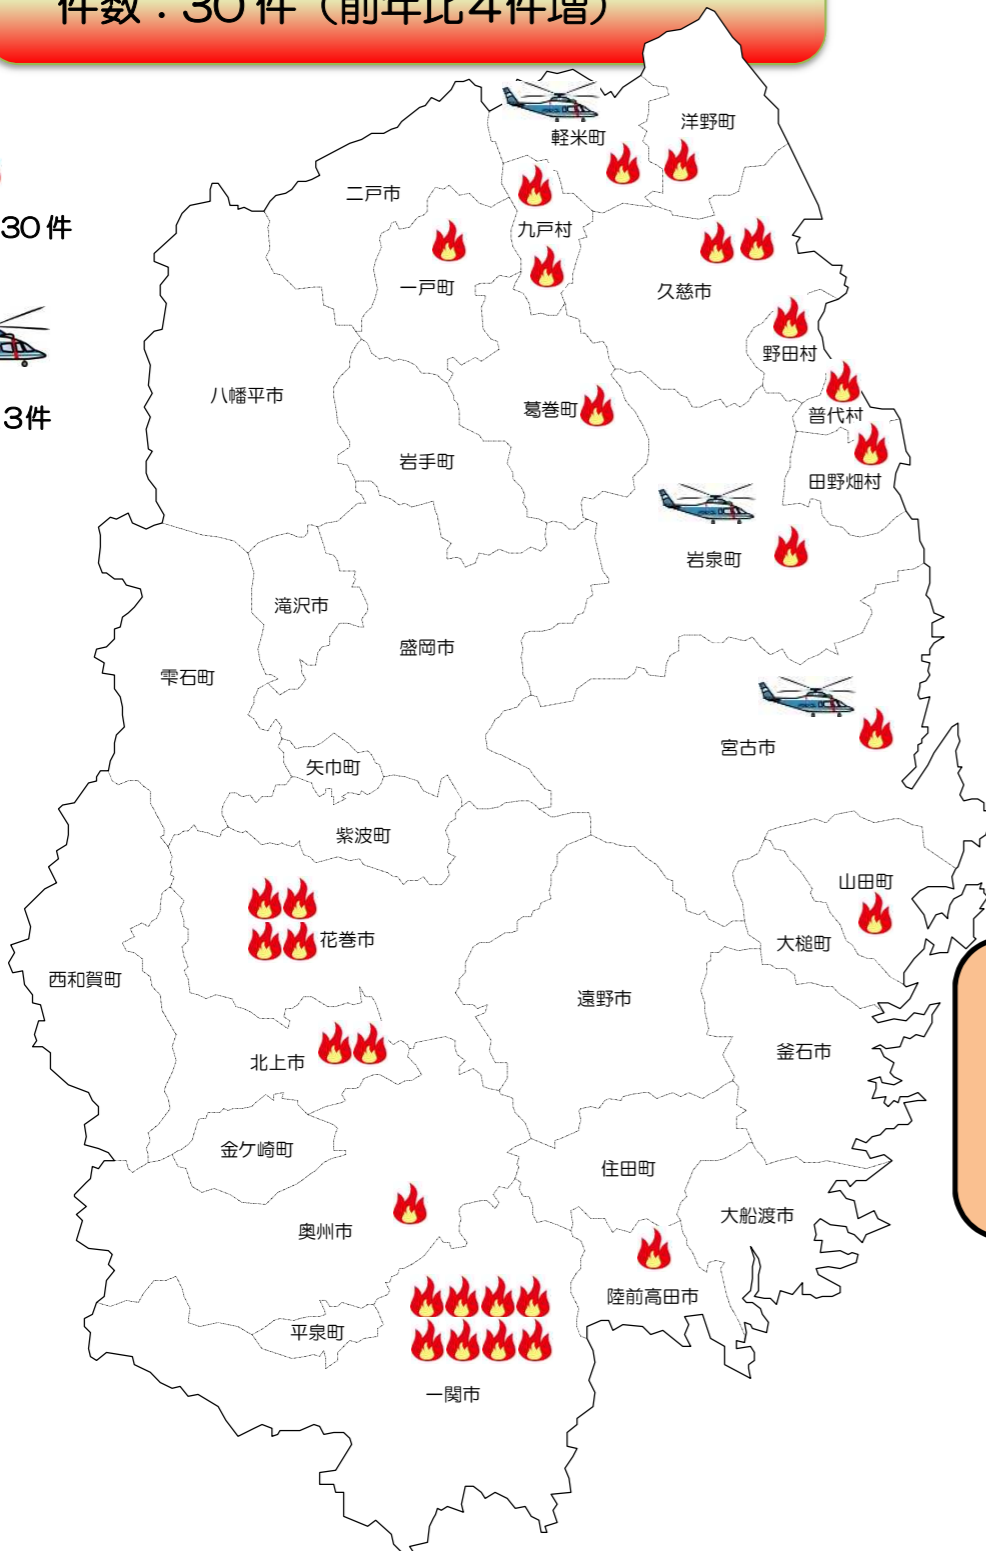 件数：30件（前年比4件増）
洋野町
軽米町
二戸市
30件
九戸村
一戸町
久慈市
野田村
八幡平市
葛巻町
普代村
3件
岩手町
田野畑村
岩泉町
滝沢市
盛岡市
雫石町
宮古市
矢巾町
紫波町
山田町
花巻市
大槌町
西和賀町
遠野市
釜石市
北上市
金ケ崎町
住田町
大船渡市
奥州市
陸前高田市
平泉町
一関市